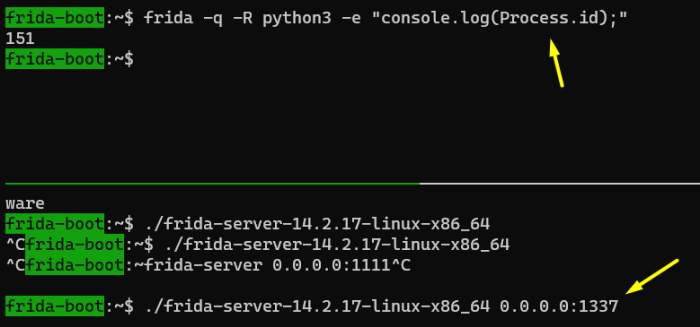 frida-boot:~$ frida -q -R python3 -e "console.log(Process.id);"
151
frida-boot:~$
ware
frida-boot:~$ ./frida-server-14.2.17-linux-x86_64
^Cfrida-boot:~$ ./frida-server-14.2.17-linux-x86_64
^Cfrida-boot:~frida-server 0.0.0.0:1111^C
frida-boot:~$ ./frida-server-14.2.17-linux-x86_64 0.0.0.0:1337